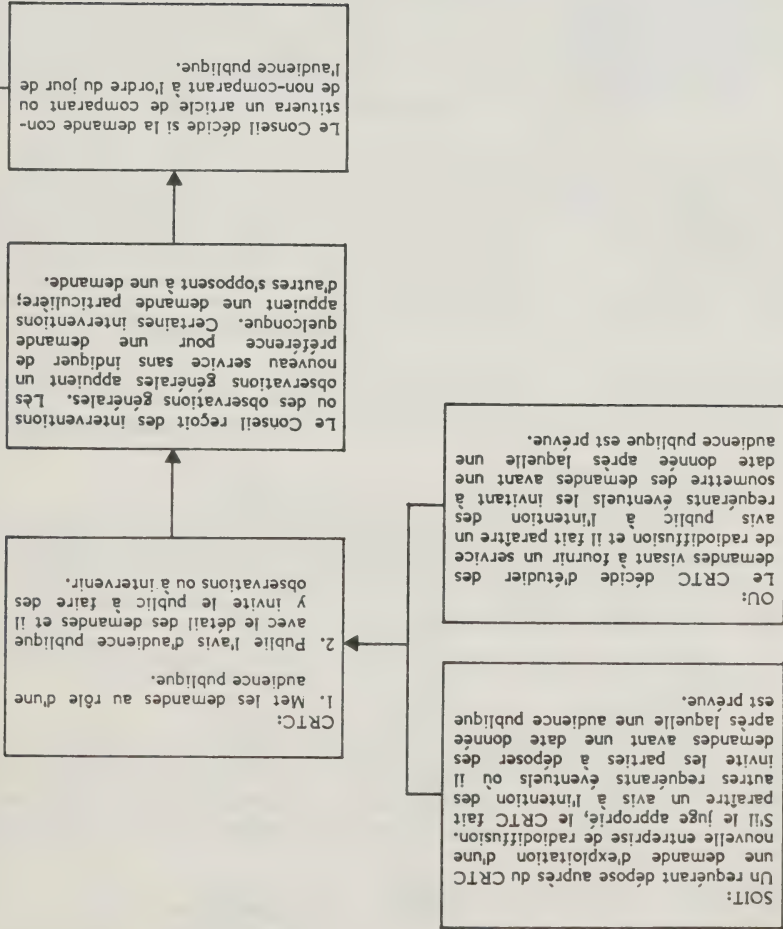 SOIT:
Un requérant dépose auprès du CRTC
une demande d'exploitation d'une
nouvelle entreprise de radiodiffusion.
S'il le juge approprié, le CRTC fait
paraître un avis à l'intention des
autres requérants éventuels où il
invite les parties à déposer des
demandes avant une date donnée
après laquelle une audience publique
est prévue.
OU:
Le CRTC décide d'étudier des
demandes visant à fournir un service
de radiodiffusion et il fait paraître un
avis public à l'intention des
requérants éventuels les invitant à
soumettre des demandes avant une
date donnée après laquelle une
audience publique est prévue.
CRTC:
1. Met les demandes au rôle d'une
audience publique.
2. Publie l'avis d'audience publique
avec le détail des demandes et il
y invite le public à faire des
observations ou à intervenir.
Le Conseil reçoit des interventions
ou des observations générales. Lès
observations générales appuient un
nouveau service sans indiquer de
préférence pour une demande
quelconque. Certaines interventions
appuient une demande particulière;
d'autres s'opposent à une demande.
Le Conseil décide si la demande con-
stituera un article de comparant ou
de non-comparant à l'ordre du jour de
l'audience publique.